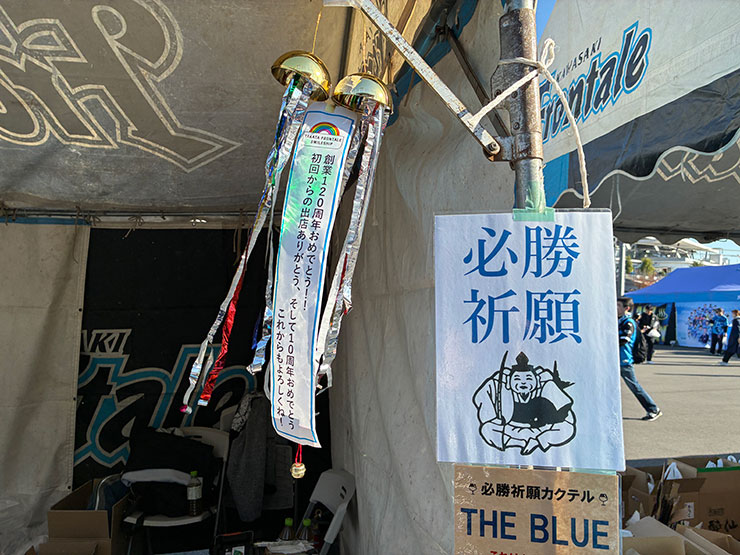 KAWASAKI
Frontale
TAKATA FRONTALE
SMILESHIP
創業120周年おめでとう!!
初回からの出店ありがとう、そして10周年おめでとう
これからもよろしくね!
必勝
祈願
必勝祈願カクテル
THE BLUE